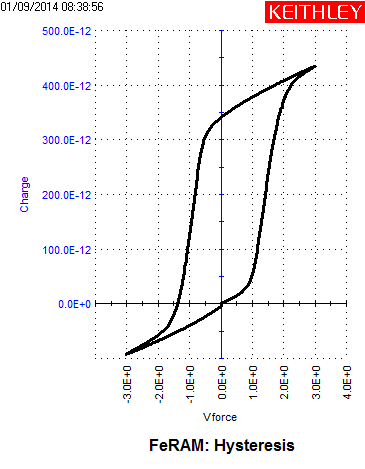 01/09/2014 08:38:56
KEITHLEY
500.0E-12
400.0E-12
300.0E-12
200.0E-12
100.0E-12
0.0E+0
Charge
-3.0E+0
-2.0E+0
-1.0E+0
0.0E+0
1.0E+0
2.0E+0
3.0E+0
4.0E+0
Vforce
FeRAM: Hysteresis